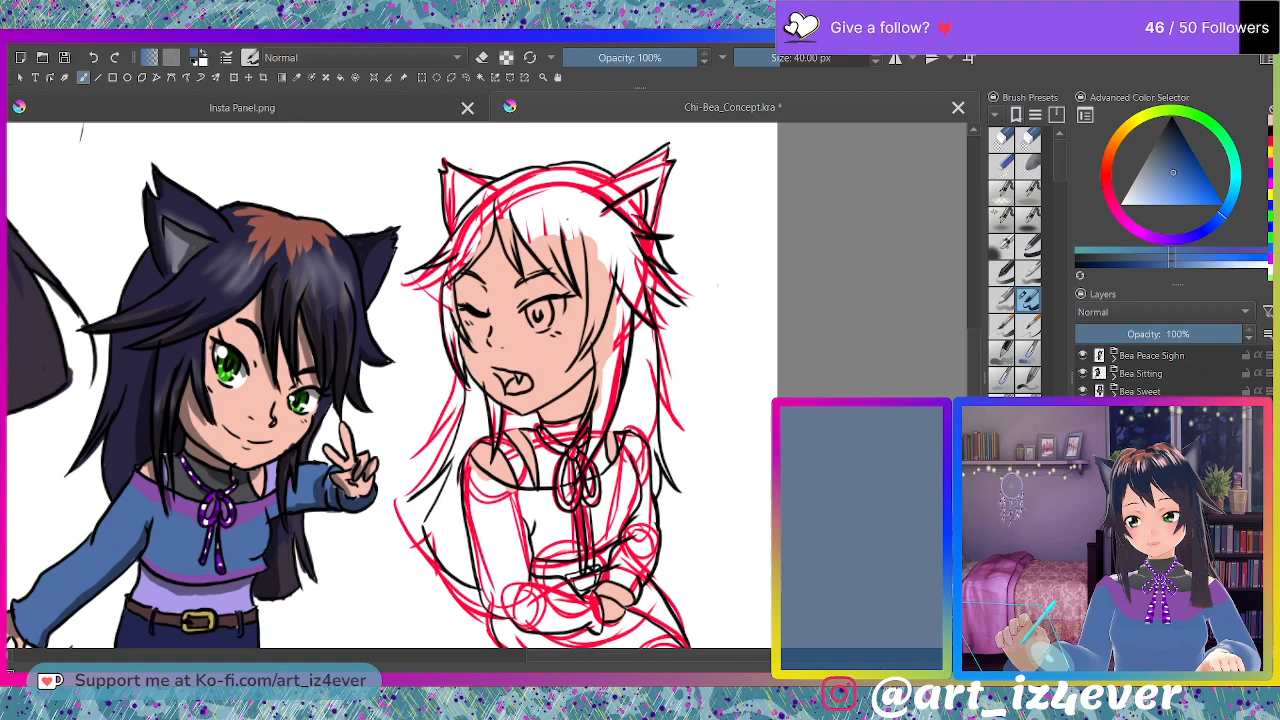 Give a follow?
46 / 50 Followers
Normal
Opacity: 100%
Size: 40.00 px
Insta Panel.png
Chi-Bea_Concept.kra *
Brush Presets
Advanced Color Selector
Layers
Normal
Opacity: 100%
Bea Peace Sighn
Bea Sitting
Bea Sweet
Support me at Ko-fi.com/art_iz4ever
@art_iz4ever